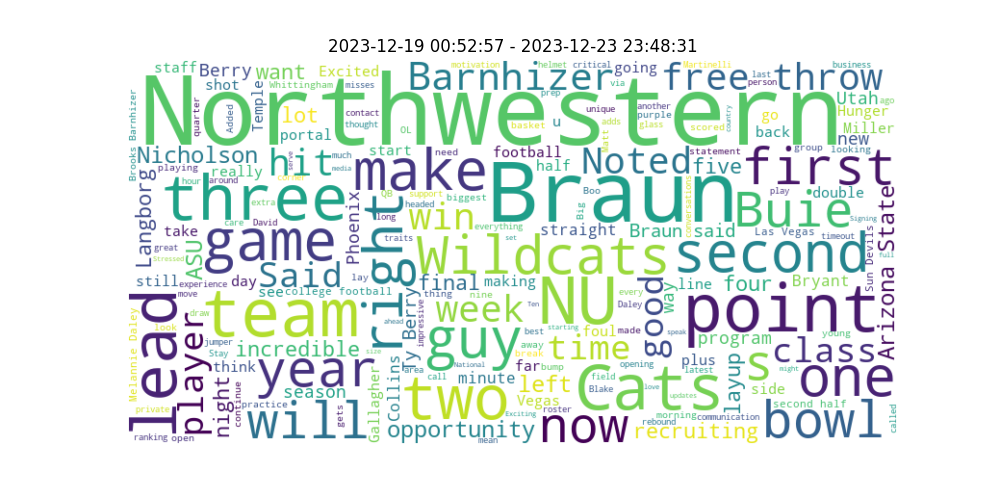 2023-12-19 00:52:57 - 2023-12-23 23:48:31
staff Berry want Excited Barnhizer going free throw
Northwestern
motivation helmet critical last business Martinelli person via prep
shot Whittingham misses Utah ago
Brooks Barnhizer quarter Added Temple lot contact thought OL portal
basket u unique adds Matt another purple glass scored country
go Hunger back Miller new
Nicholson hit start need football half Noted five first
playing really serve much media corner statement group looking
hour around Langborg three make Braun Boo Big conversations play double
extra QB support biggest Buie Las Vegas timeout Signing
care David Phoenix right long headed win everything straight Braun said
take great ASU game traits set Wildcats second Sun Devils full
Stressed still day Said lay final making NU line four Bryant Arizona State
experience move see college football thing nine every way
lead Melannie Daley draw team Ty Berry impressive week Ten Daley good point young
look player ahead guy best starting foul made speak program
jumper incredible area away time class
Stay think year size call National break far bump opening plus latest layup s might
night continue season Collins minute left field Blake love side one
private practice gets Gallagher two Vegas Exciting roster Cats updates morning communication second half
ranking open will opportunity mean now rebound recruiting bowl called